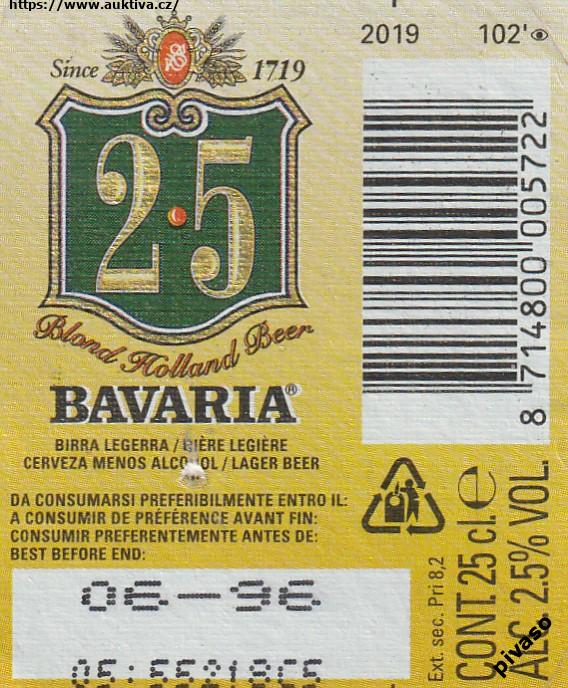 https://www.auktiva.cz/
2019 102'
Since 1719
2·5
Blond Holland Beer
BAVARIA®
BIRRA LEGERRA / BIÈRE LEGIÈRE
CERVEZA MENOS ALCOHOL / LAGER BEER
DA CONSUMARSI PREFERIBILMENTE ENTRO IL:
A CONSUMIR DE PRÉFÉRENCE AVANT FIN:
CONSUMIR PREFERENTEMENTE ANTES DE:
BEST BEFORE END:
06-96
8 714800 005722
Ext. sec. Pri 8,2
CONT. 25 cl. e
ALC. 2.5% VOL.
pivaso